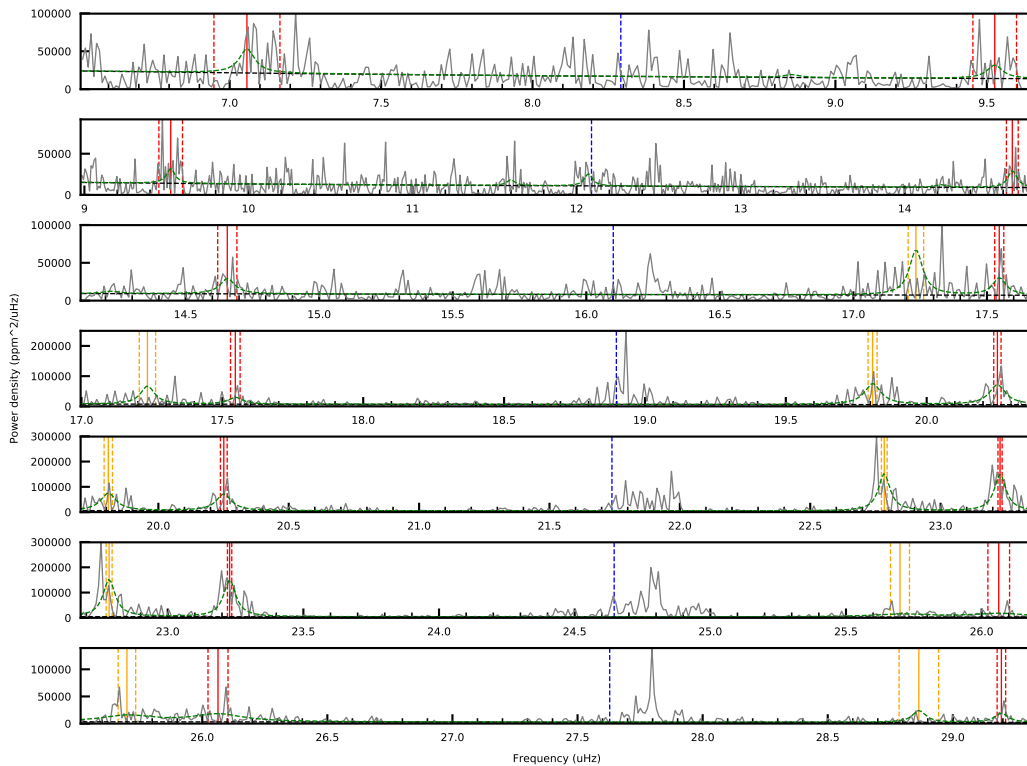 100000
50000
0
7.0 7.5 8.0 8.5 9.0 9.5
50000
0
9 10 11 12 13 14
100000
50000
0
14.5 15.0 15.5 16.0 16.5 17.0 17.5
Power density (ppm^2/uHz)
200000
100000
0
17.0 17.5 18.0 18.5 19.0 19.5 20.0
300000
200000
100000
0
20.0 20.5 21.0 21.5 22.0 22.5 23.0
300000
200000
100000
0
23.0 23.5 24.0 24.5 25.0 25.5 26.0
100000
50000
0
26.0 26.5 27.0 27.5 28.0 28.5 29.0
Frequency (uHz)